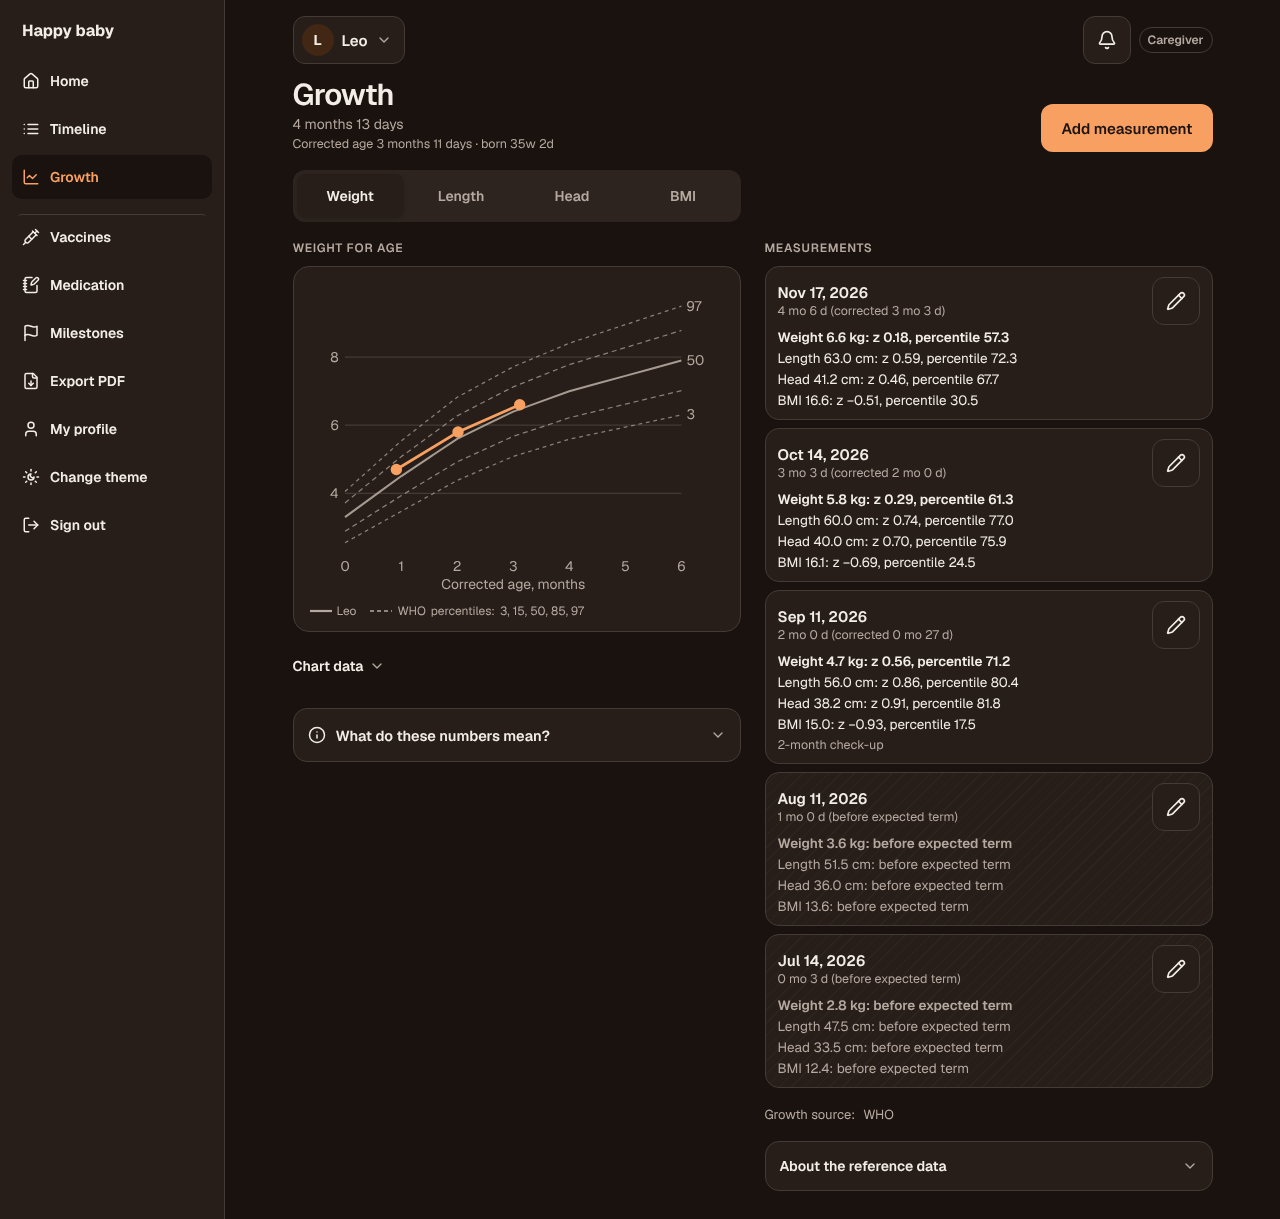 Happy baby
Home
Timeline
Growth
Vaccines
Medication
Milestones
Export PDF
My profile
Change theme
Sign out
L Leo
Caregiver
Growth
4 months 13 days
Corrected age 3 months 11 days · born 35w 2d
Add measurement
Weight Length Head BMI
WEIGHT FOR AGE
97
8
50
6
3
4
0 1 2 3 4 5 6
Corrected age, months
Leo WHO percentiles: 3, 15, 50, 85, 97
Chart data
What do these numbers mean?
MEASUREMENTS
Nov 17, 2026
4 mo 6 d (corrected 3 mo 3 d)
Weight 6.6 kg: z 0.18, percentile 57.3
Length 63.0 cm: z 0.59, percentile 72.3
Head 41.2 cm: z 0.46, percentile 67.7
BMI 16.6: z −0.51, percentile 30.5
Oct 14, 2026
3 mo 3 d (corrected 2 mo 0 d)
Weight 5.8 kg: z 0.29, percentile 61.3
Length 60.0 cm: z 0.74, percentile 77.0
Head 40.0 cm: z 0.70, percentile 75.9
BMI 16.1: z −0.69, percentile 24.5
Sep 11, 2026
2 mo 0 d (corrected 0 mo 27 d)
Weight 4.7 kg: z 0.56, percentile 71.2
Length 56.0 cm: z 0.86, percentile 80.4
Head 38.2 cm: z 0.91, percentile 81.8
BMI 15.0: z −0.93, percentile 17.5
2-month check-up
Aug 11, 2026
1 mo 0 d (before expected term)
Weight 3.6 kg: before expected term
Length 51.5 cm: before expected term
Head 36.0 cm: before expected term
BMI 13.6: before expected term
Jul 14, 2026
0 mo 3 d (before expected term)
Weight 2.8 kg: before expected term
Length 47.5 cm: before expected term
Head 33.5 cm: before expected term
BMI 12.4: before expected term
Growth source: WHO
About the reference data